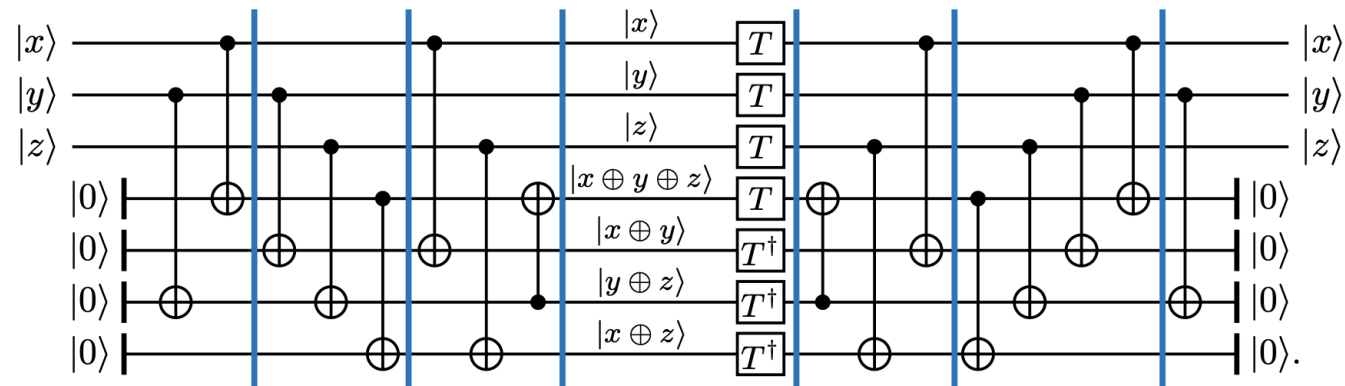 |x⟩ |x⟩ T |x⟩
|y⟩ |y⟩ T |y⟩
|z⟩ |z⟩ T |z⟩
|0⟩ |x ⊕ y ⊕ z⟩ T |0⟩
|0⟩ |x ⊕ y⟩ T† |0⟩
|0⟩ |y ⊕ z⟩ T† |0⟩
|0⟩ |x ⊕ z⟩ T† |0⟩.